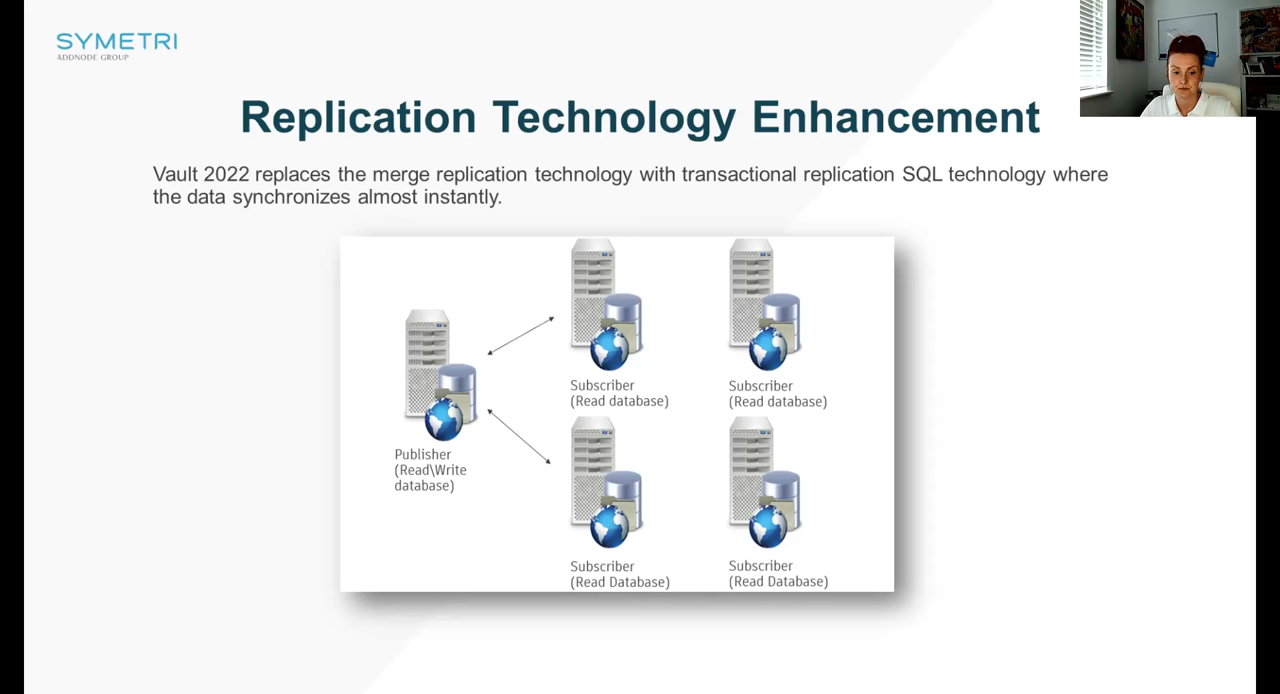 SYMETRI
ADDNODE GROUP
Replication Technology Enhancement
Vault 2022 replaces the merge replication technology with transactional replication SQL technology where
the data synchronizes almost instantly.
Publisher
(Read\Write
database)
Subscriber
(Read database)
Subscriber
(Read database)
Subscriber
(Read Database)
Subscriber
(Read Database)